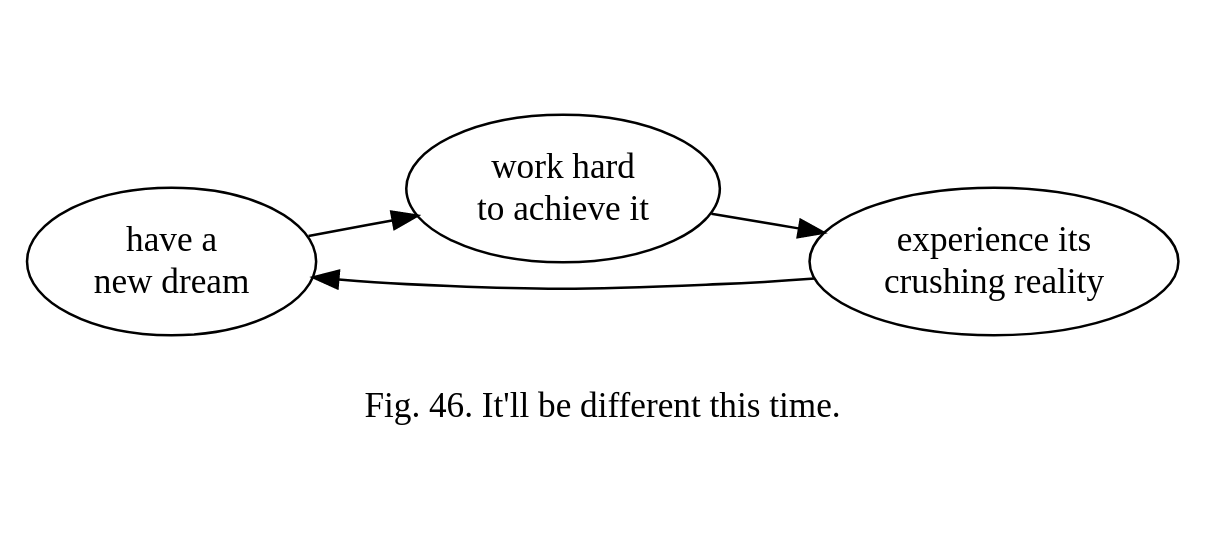 have a
new dream
work hard
to achieve it
experience its
crushing reality
Fig. 46. It'll be different this time.